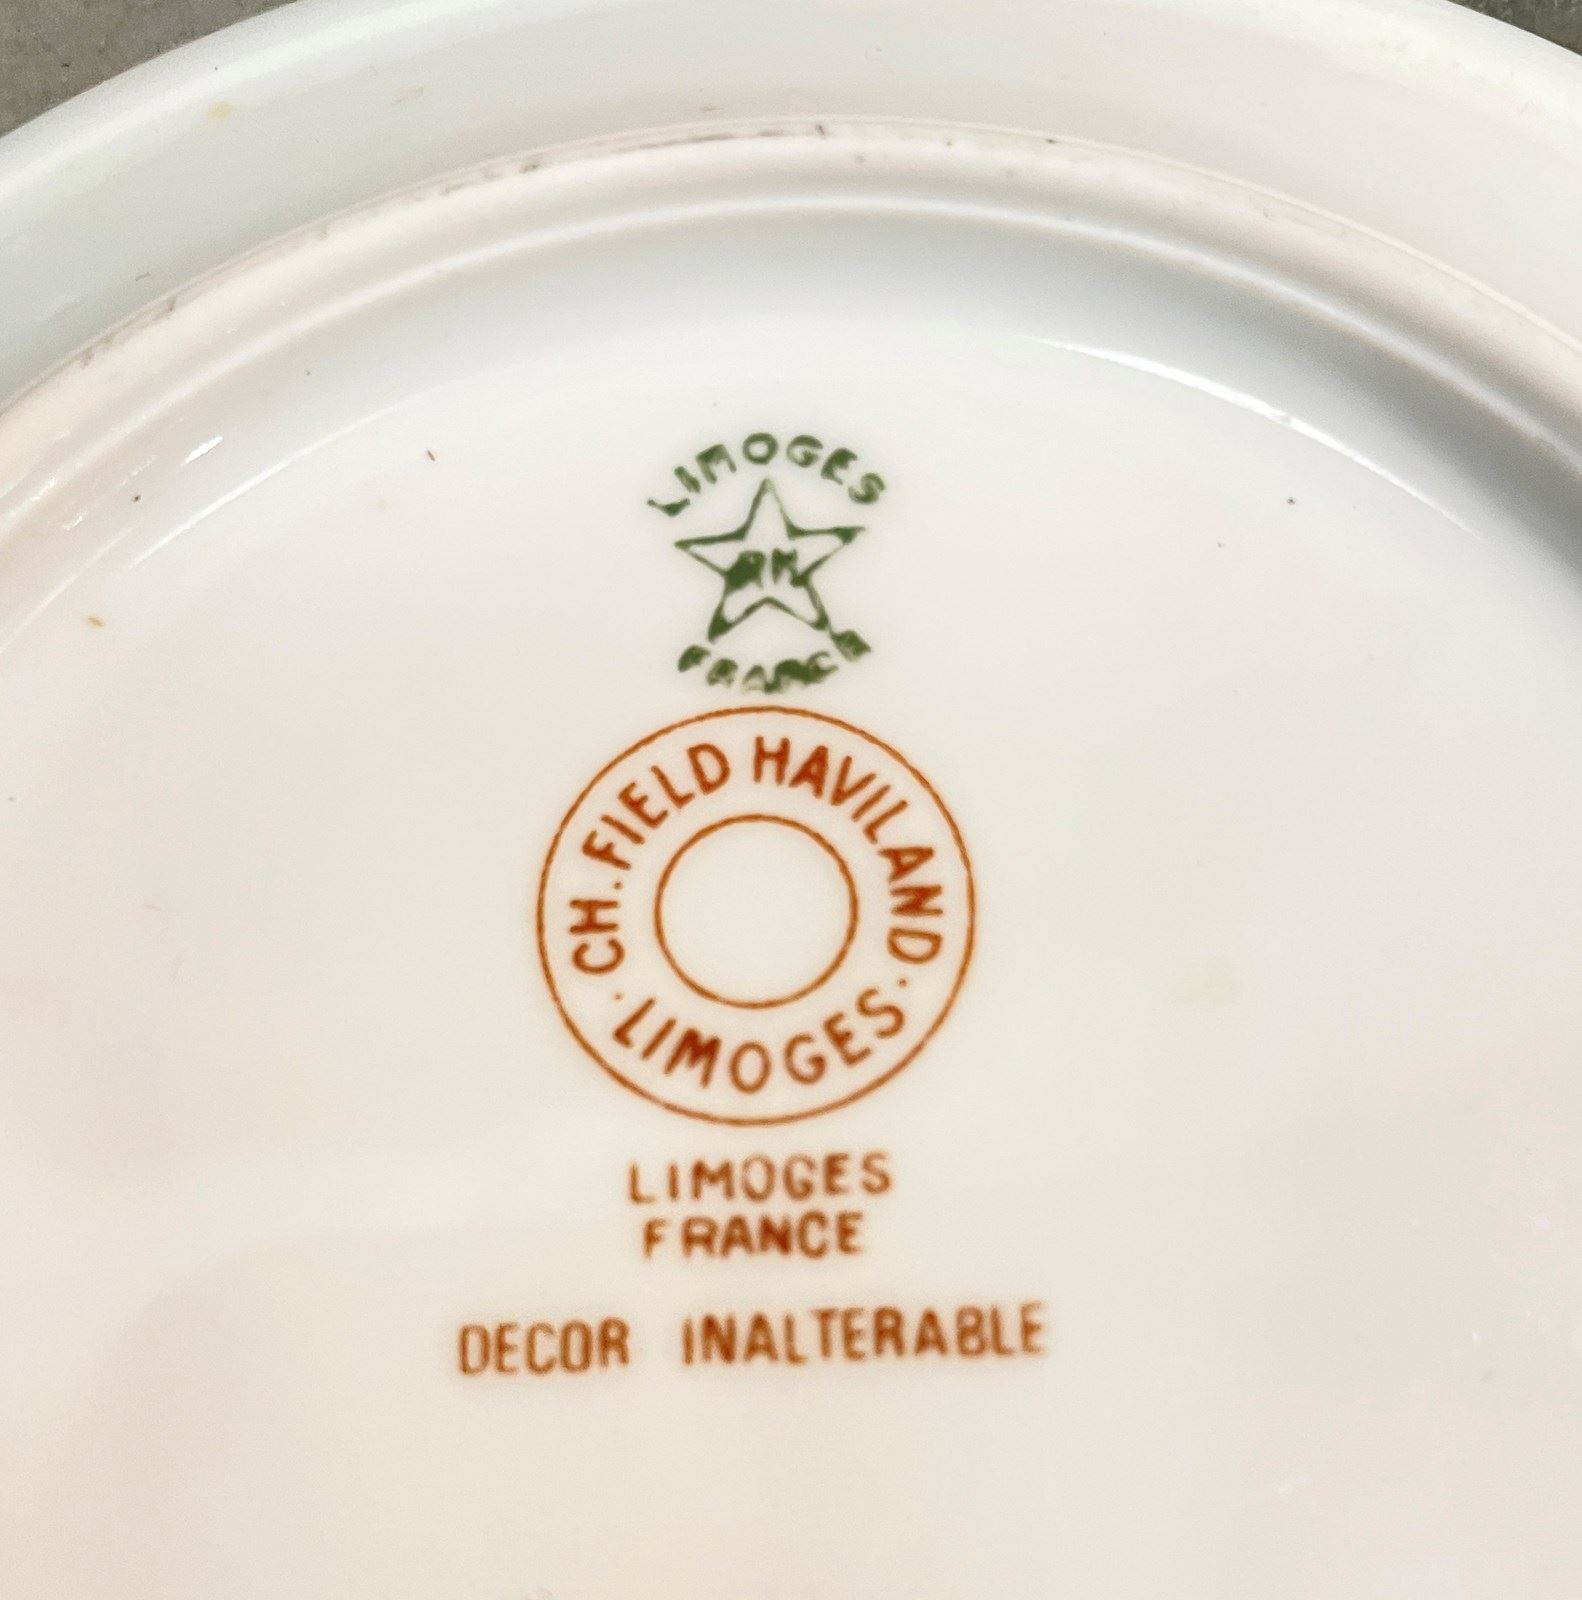 LIMOGES
FRANCE
CH. FIELD HAVILAND
· LIMOGES ·
LIMOGES
FRANCE
DECOR INALTERABLE